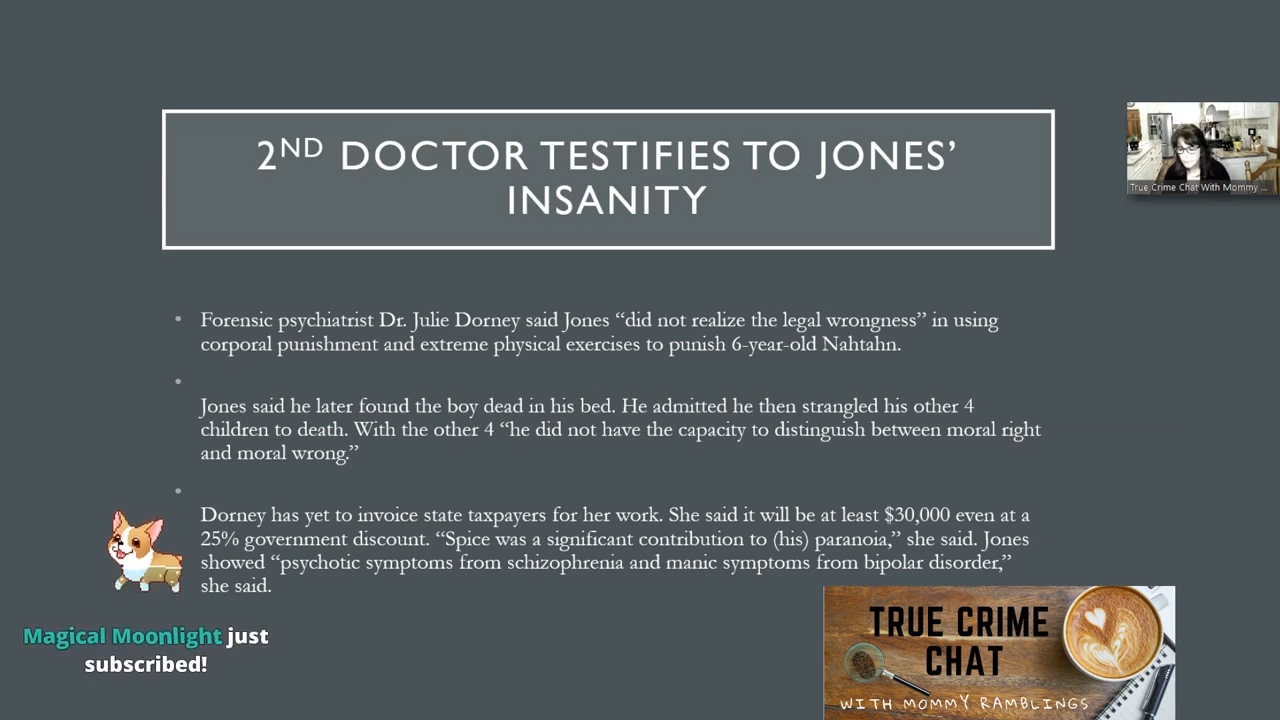 2ND DOCTOR TESTIFIES TO JONES’
INSANITY
True Crime Chat With Mommy ...
• Forensic psychiatrist Dr. Julie Dorney said Jones “did not realize the legal wrongness” in using
corporal punishment and extreme physical exercises to punish 6-year-old Nahtahn.
•
Jones said he later found the boy dead in his bed. He admitted he then strangled his other 4
children to death. With the other 4 “he did not have the capacity to distinguish between moral right
and moral wrong.”
•
Dorney has yet to invoice state taxpayers for her work. She said it will be at least $30,000 even at a
25% government discount. “Spice was a significant contribution to (his) paranoia,” she said. Jones
showed “psychotic symptoms from schizophrenia and manic symptoms from bipolar disorder,”
she said.
Magical Moonlight just
subscribed!
TRUE CRIME
CHAT
WITH MOMMY RAMBLINGS